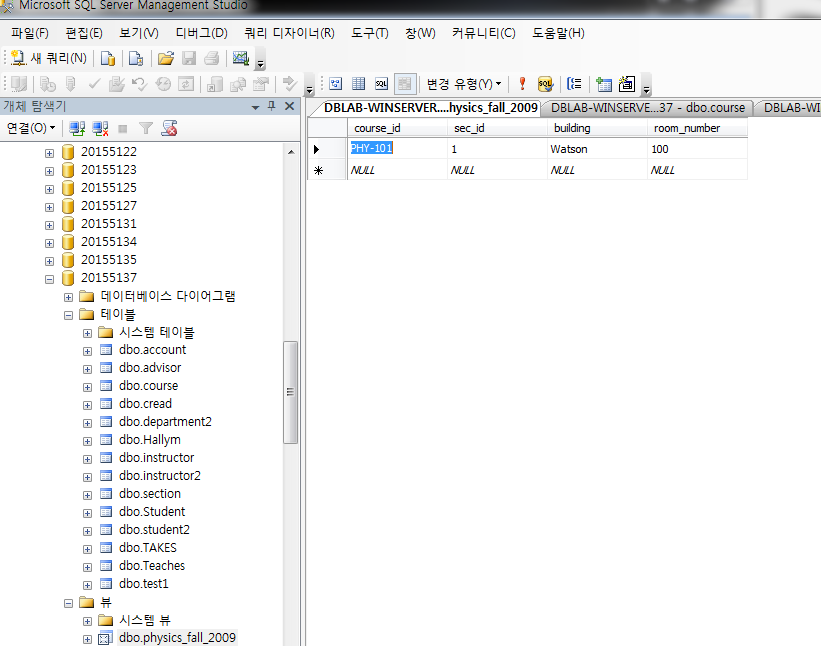 Microsoft SQL Server Management Studio
파일(F) 편집(E) 보기(V) 디버그(D) 쿼리 디자이너(R) 도구(T) 창(W) 커뮤니티(C) 도움말(H)
새 쿼리(N)
변경 유형(Y)
개체 탐색기
DBLAB-WINSERVER....hysics_fall_2009 DBLAB-WINSERVE...37 - dbo.course DBLAB-WI
연결(O)
course_id sec_id building room_number
PHY-101 1 Watson 100
NULL NULL NULL NULL
20155122
20155123
20155125
20155127
20155131
20155134
20155135
20155137
데이터베이스 다이어그램
테이블
시스템 테이블
dbo.account
dbo.advisor
dbo.course
dbo.cread
dbo.department2
dbo.Hallym
dbo.instructor
dbo.instructor2
dbo.section
dbo.Student
dbo.student2
dbo.TAKES
dbo.Teaches
dbo.test1
뷰
시스템 뷰
dbo.physics_fall_2009